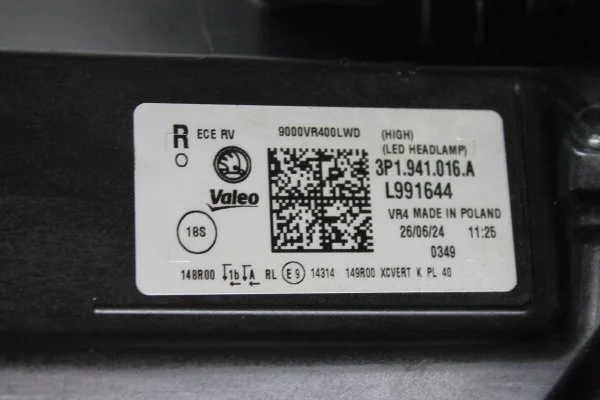 R ECE RV 9000VR400LWD (HIGH)
(LED HEADLAMP)
3P1.941.016.A
Valeo L991644
VR4 MADE IN POLAND
18S 26/06/24 11:25
0349
148R00 1b A RL E9 14314 149R00 XCVERT K PL 40